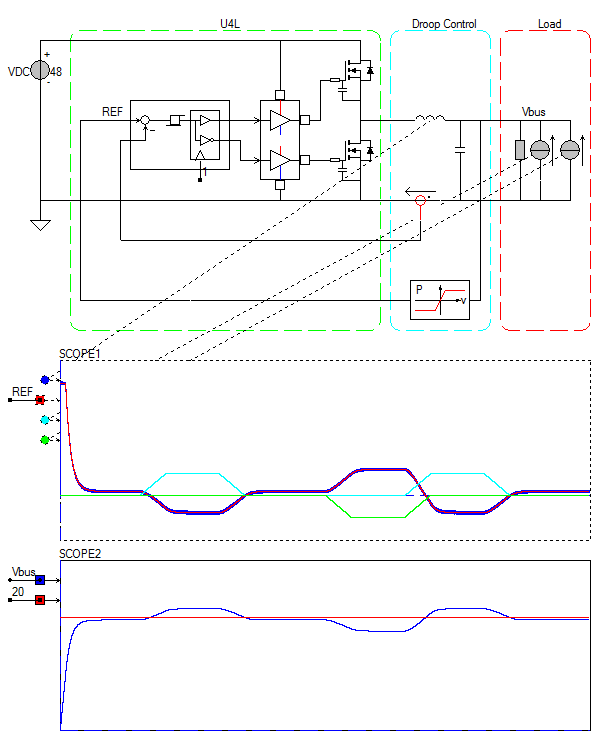 U4L
Droop Control
Load
+
VDC 48
-
REF
-
1
Vbus
P
V
SCOPE1
REF
SCOPE2
Vbus
20